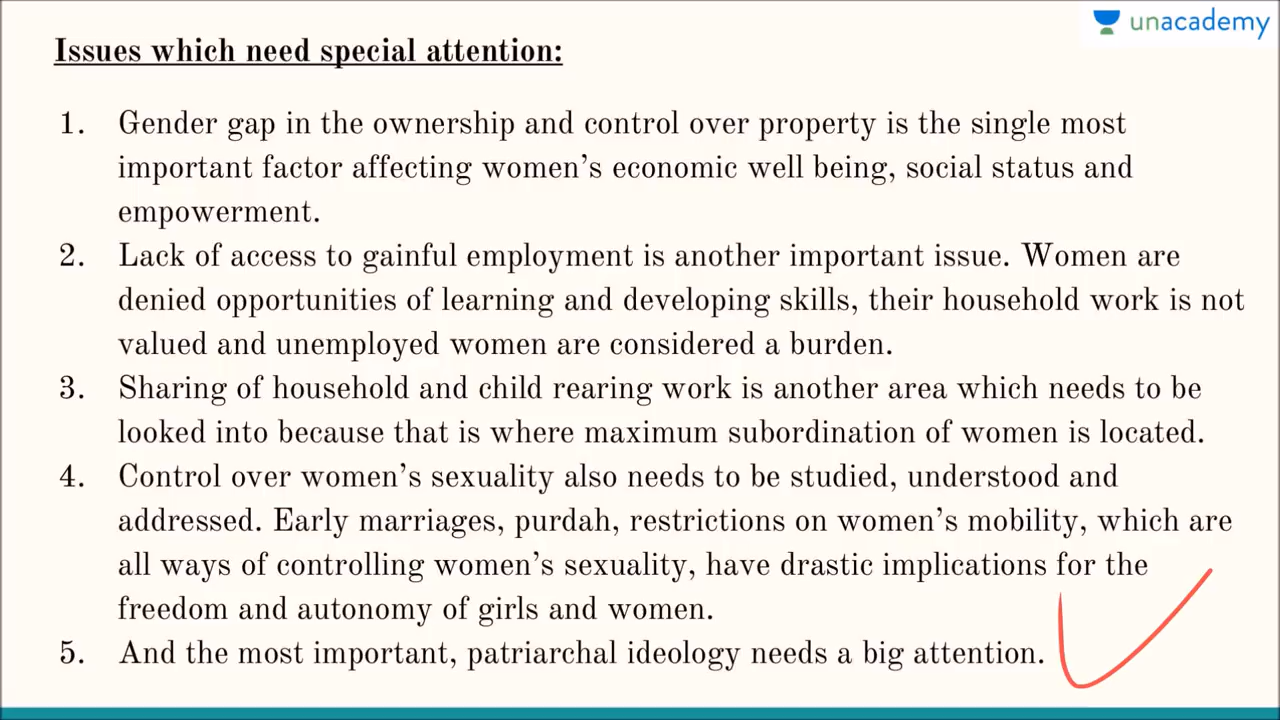 unacademy
Issues which need special attention:
1. Gender gap in the ownership and control over property is the single most
important factor affecting women's economic well being, social status and
empowerment.
2. Lack of access to gainful employment is another important issue. Women are
denied opportunities of learning and developing skills, their household work is not
valued and unemployed women are considered a burden.
3. Sharing of household and child rearing work is another area which needs to be
looked into because that is where maximum subordination of women is located.
4. Control over women's sexuality also needs to be studied, understood and
addressed. Early marriages, purdah, restrictions on women's mobility, which are
all ways of controlling women's sexuality, have drastic implications for the
freedom and autonomy of girls and women.
5. And the most important, patriarchal ideology needs a big attention.